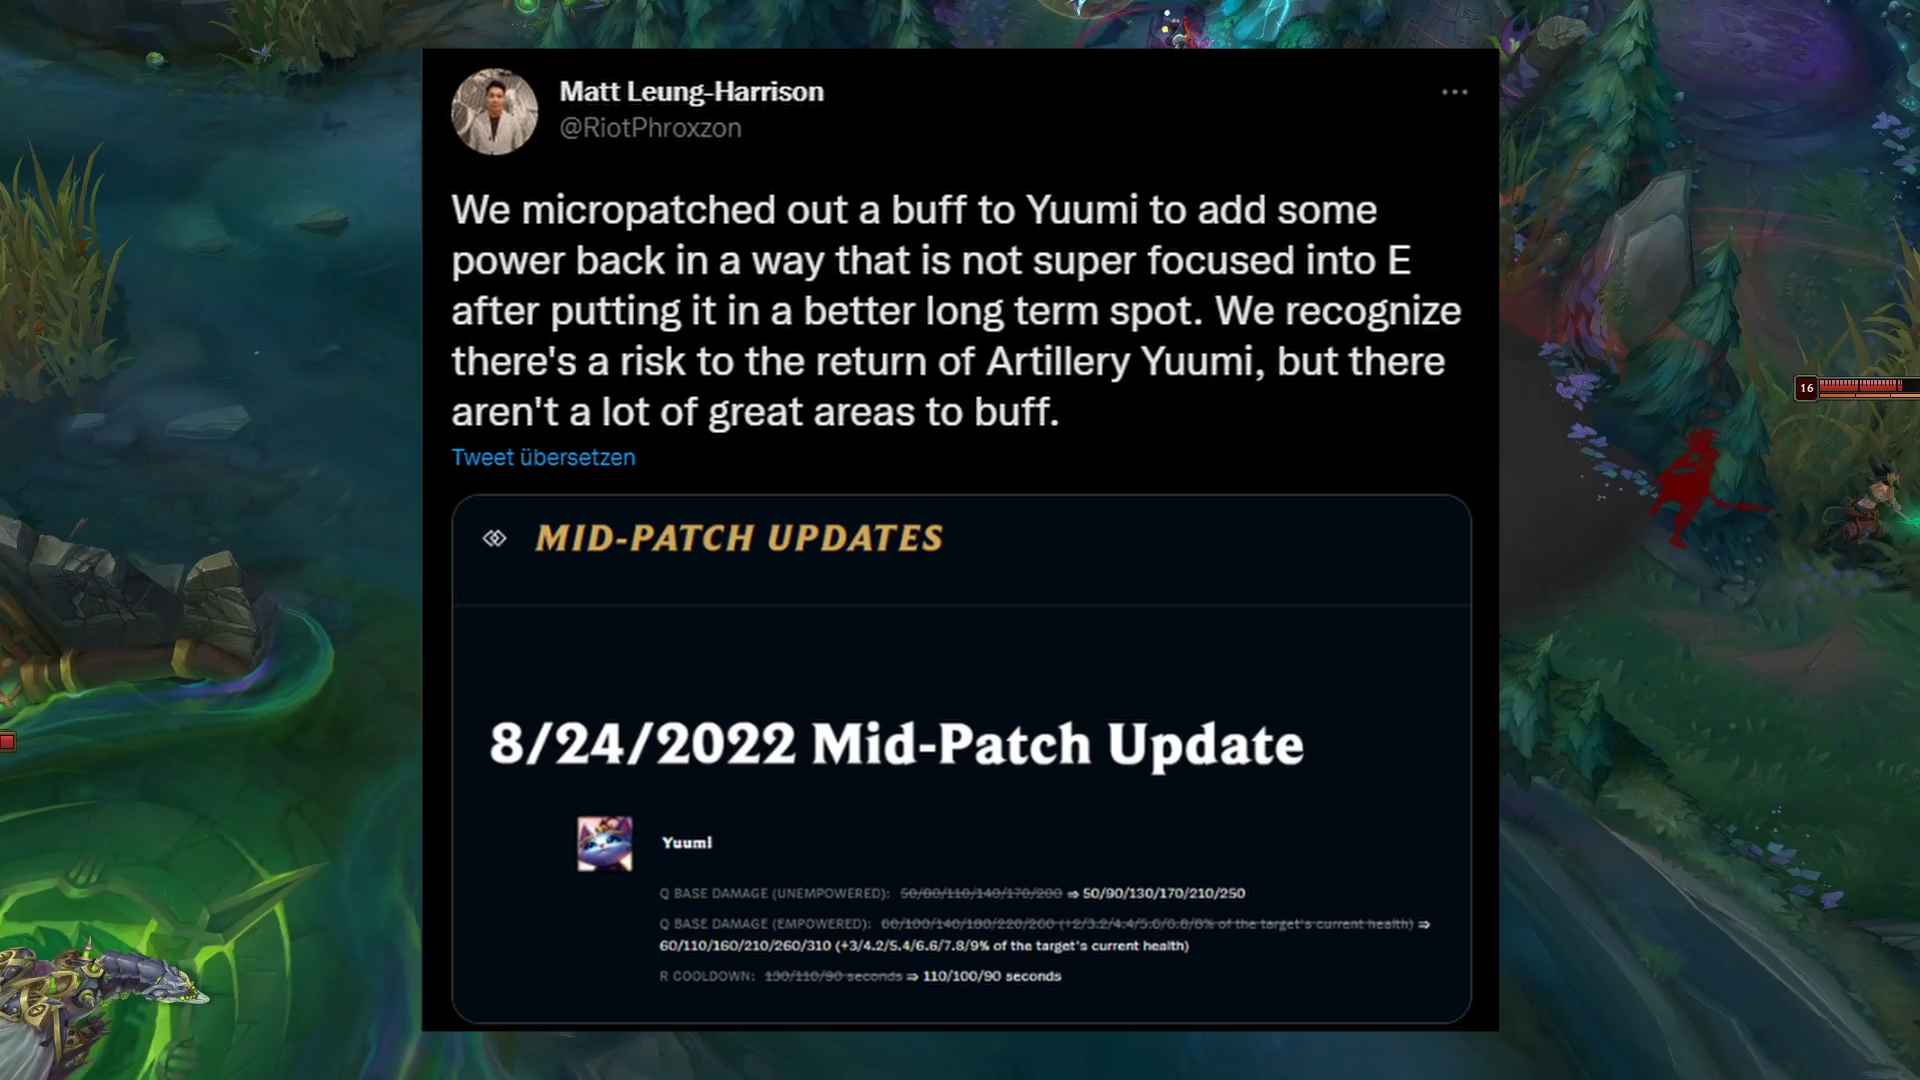 Matt Leung-Harrison
@RiotPhroxzon
We micropatched out a buff to Yuumi to add some
power back in a way that is not super focused into E
after putting it in a better long term spot. We recognize
there's a risk to the return of Artillery Yuumi, but there
aren't a lot of great areas to buff.
Tweet übersetzen
MID-PATCH UPDATES
8/24/2022 Mid-Patch Update
Yuumi
Q BASE DAMAGE (UNEMPOWERED): 50/80/110/140/170/200 ⇒ 50/90/130/170/210/250
Q BASE DAMAGE (EMPOWERED): 60/100/140/180/220/260 (+2/3.2/4.4/5.6/6.8/8% of the target's current health) ⇒
60/110/160/210/260/310 (+3/4.2/5.4/6.6/7.8/9% of the target's current health)
R COOLDOWN: 130/110/90 seconds ⇒ 110/100/90 seconds
16